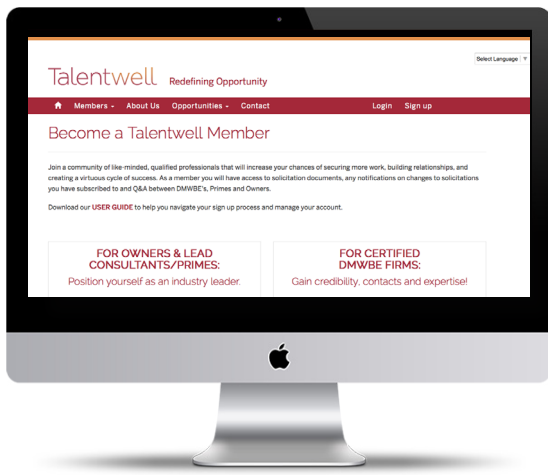 Select Language ▼
Talentwell Redefining Opportunity
Members About Us Opportunities Contact Login Sign up
Become a Talentwell Member
Join a community of like-minded, qualified professionals that will increase your chances of securing more work, building relationships, and
creating a virtuous cycle of success. As a member you will have access to solicitation documents, any notifications on changes to solicitations
you have subscribed to and Q&A between DMWBE's, Primes and Owners.
Download our USER GUIDE to help you navigate your sign up process and manage your account.
FOR OWNERS & LEAD
CONSULTANTS/PRIMES:
Position yourself as an industry leader.
FOR CERTIFIED
DMWBE FIRMS:
Gain credibility, contacts and expertise!